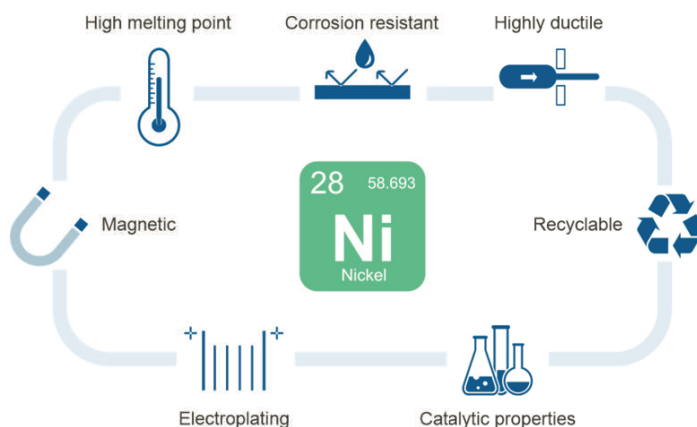 High melting point
Corrosion resistant
Highly ductile
28
58.693
Ni
Nickel
Magnetic
Recyclable
Electroplating
Catalytic properties